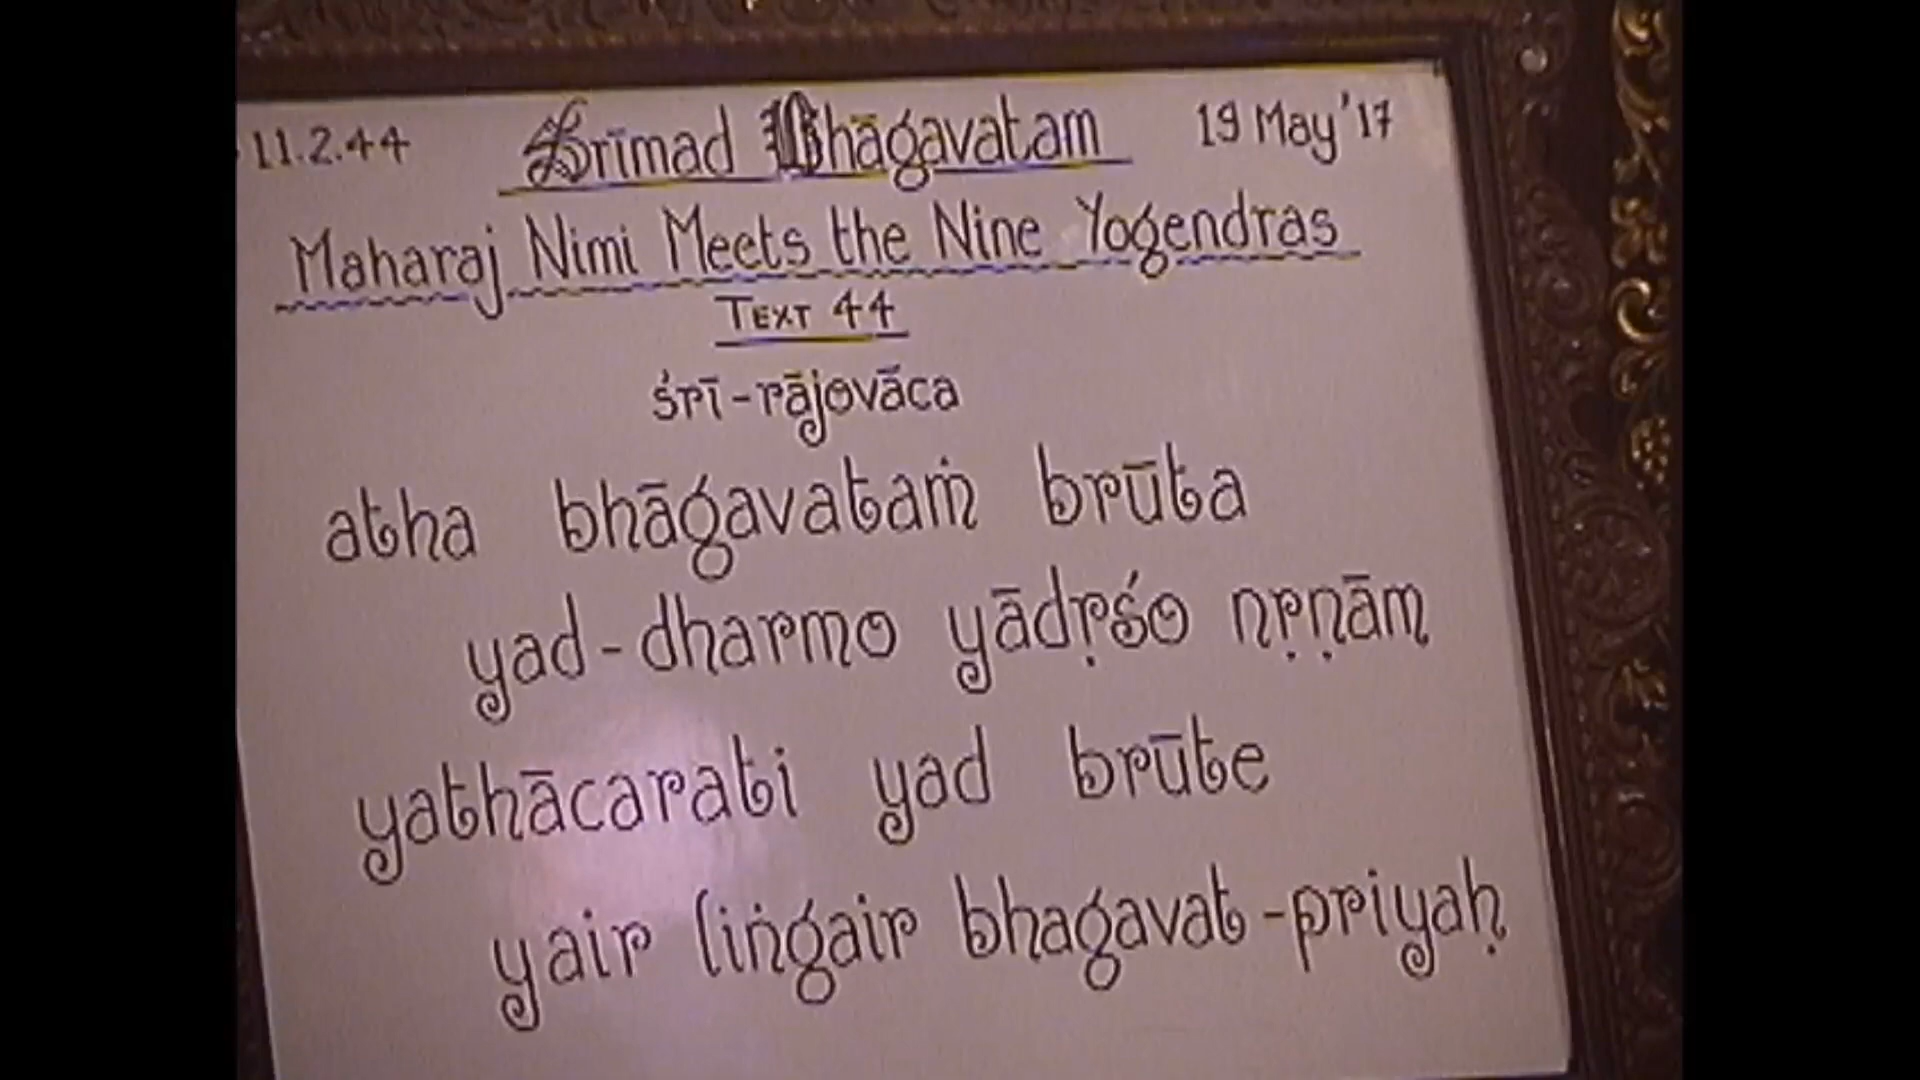 11.2.44 Śrīmad Bhāgavatam 19 May '17
Maharaj Nimi Meets the Nine Yogendras
TEXT 44
śrī-rājovāca
atha bhāgavataṁ brūta
yad-dharmo yādṛśo nṛṇām
yathācarati yad brūte
yair liṅgair bhagavat-priyaḥ